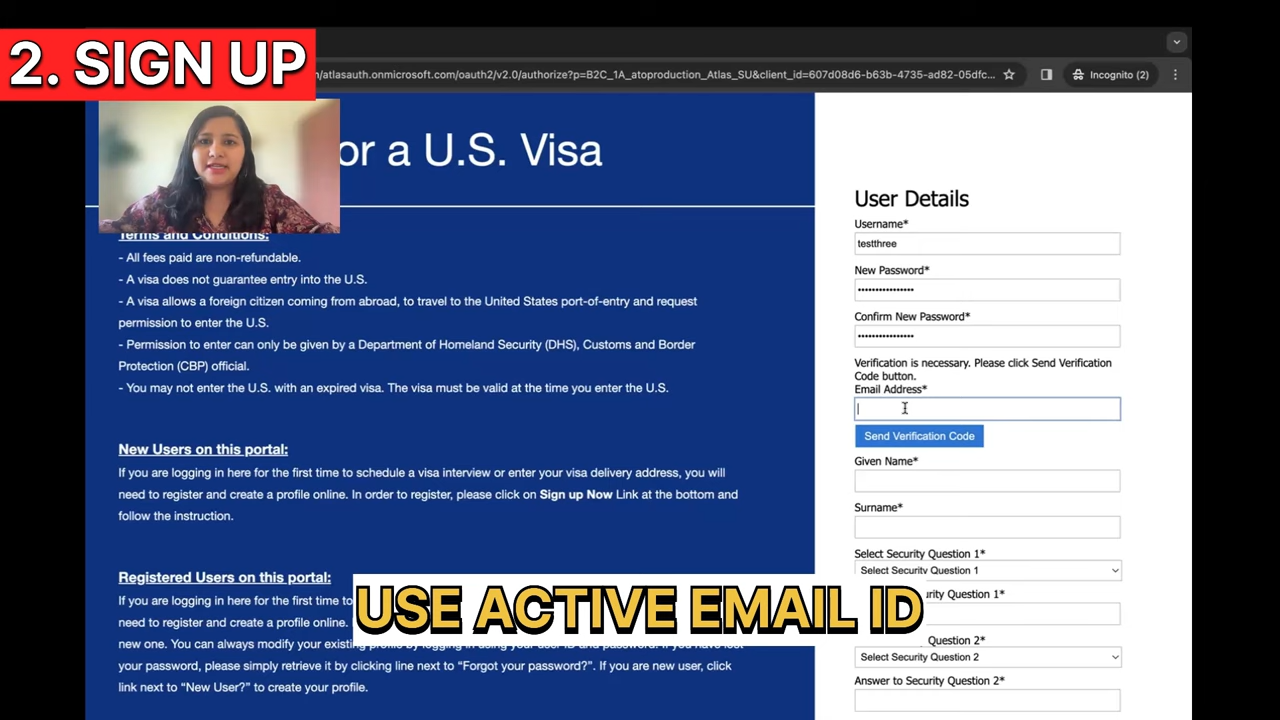 2. SIGN UP
/atlasauth.onmicrosoft.com/oauth2/v2.0/authorize?p=B2C_1A_atoproduction_Atlas_SU&client_id=607d08d6-b63b-4735-ad82-05dfc...
Incognito (2)
or a U.S. Visa
Terms and Conditions:
- All fees paid are non-refundable.
- A visa does not guarantee entry into the U.S.
- A visa allows a foreign citizen coming from abroad, to travel to the United States port-of-entry and request
permission to enter the U.S.
- Permission to enter can only be given by a Department of Homeland Security (DHS), Customs and Border
Protection (CBP) official.
- You may not enter the U.S. with an expired visa. The visa must be valid at the time you enter the U.S.
New Users on this portal:
If you are logging in here for the first time to schedule a visa interview or enter your visa delivery address, you will
need to register and create a profile online. In order to register, please click on Sign up Now Link at the bottom and
follow the instruction.
Registered Users on this portal:
If you are logging in here for the first time
need to register and create a profile online.
new one. You can always modify your existing profile by logging in using your user ID and password. If you have lost
your password, please simply retrieve it by clicking line next to “Forgot your password?”. If you are new user, click
link next to “New User?” to create your profile.
User Details
Username*
testthree
New Password*
••••••••••••••••
Confirm New Password*
••••••••••••••••
Verification is necessary. Please click Send Verification
Code button.
Email Address*
Send Verification Code
Given Name*
Surname*
Select Security Question 1*
Select Security Question 1
curity Question 1*
Question 2*
Select Security Question 2
Answer to Security Question 2*
USE ACTIVE EMAIL ID